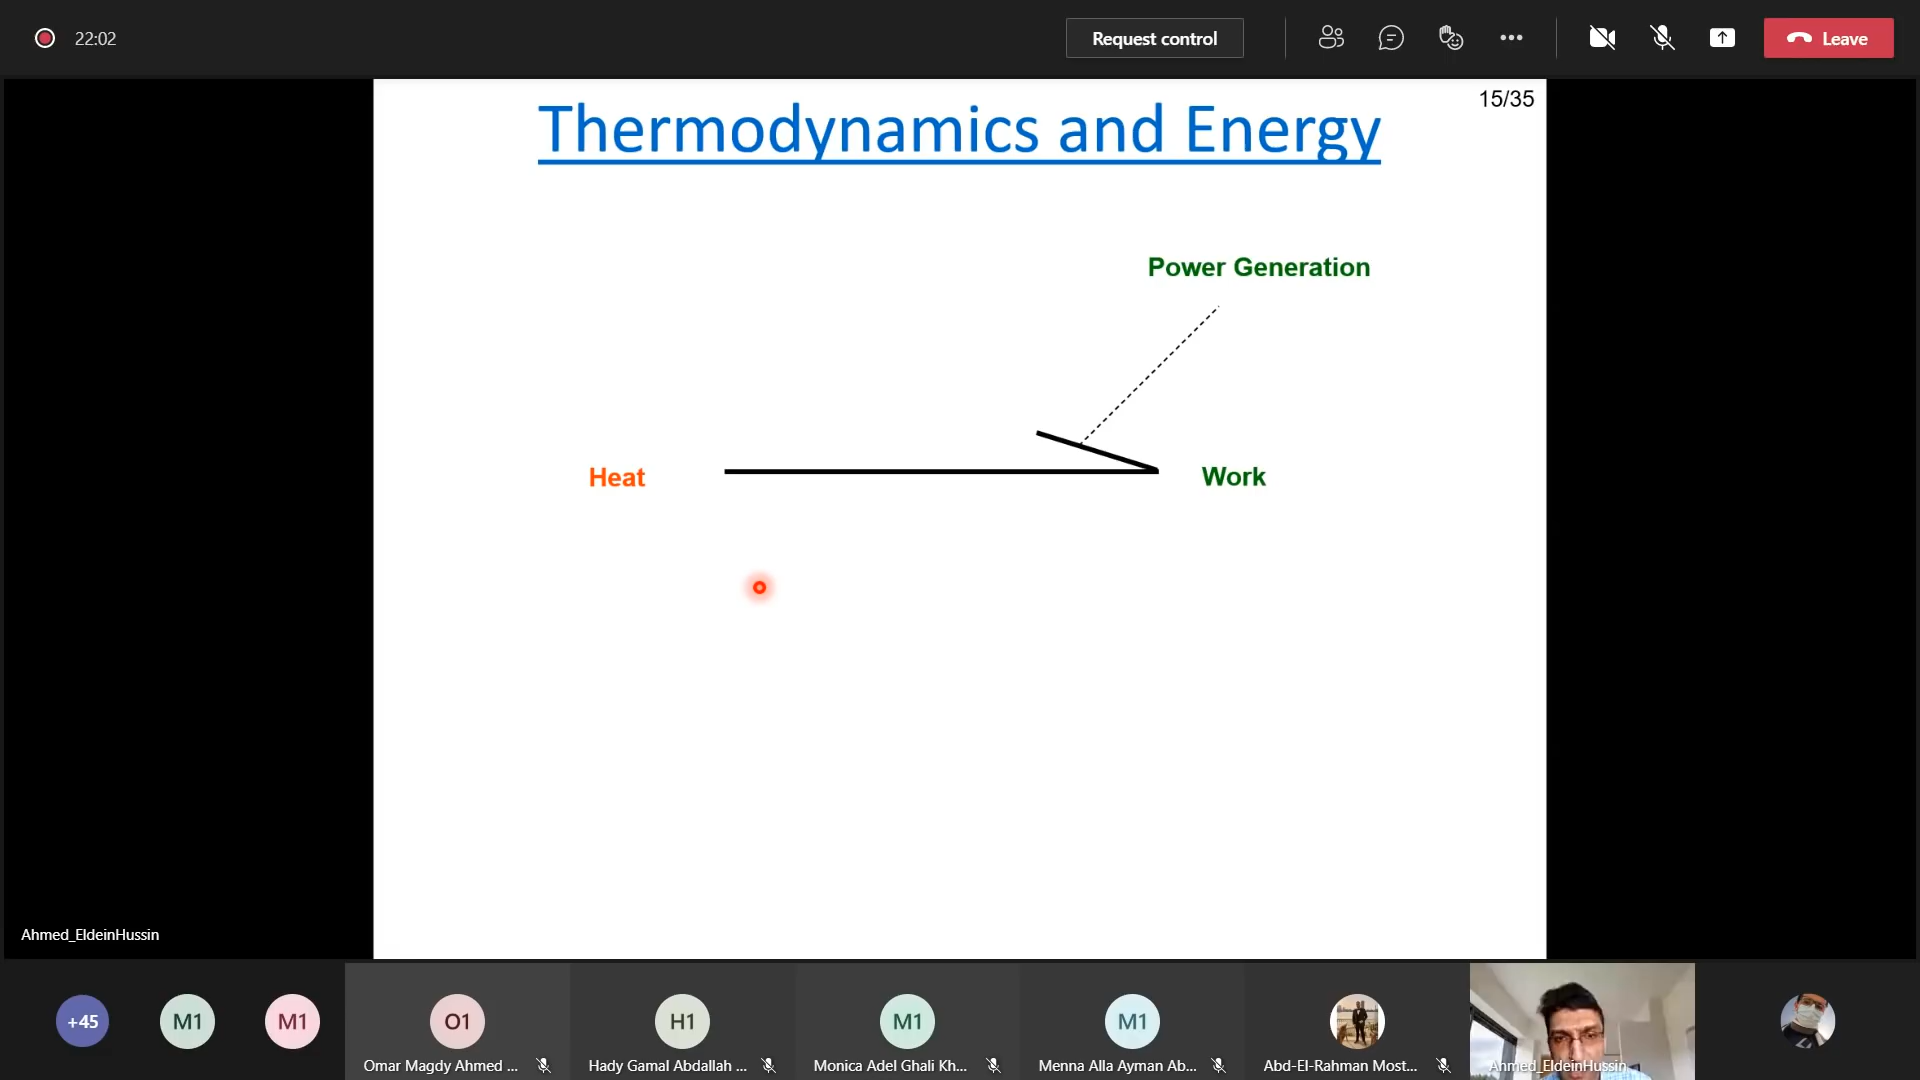 22:02
Request control
Leave
15/35
Thermodynamics and Energy
Power Generation
Heat
Work
Ahmed_EldeinHussin
+45
M1
M1
O1
H1
M1
M1
Omar Magdy Ahmed ...
Hady Gamal Abdallah ...
Monica Adel Ghali Kh...
Menna Alla Ayman Ab...
Abd-El-Rahman Most...
Ahmed_EldeinHussin